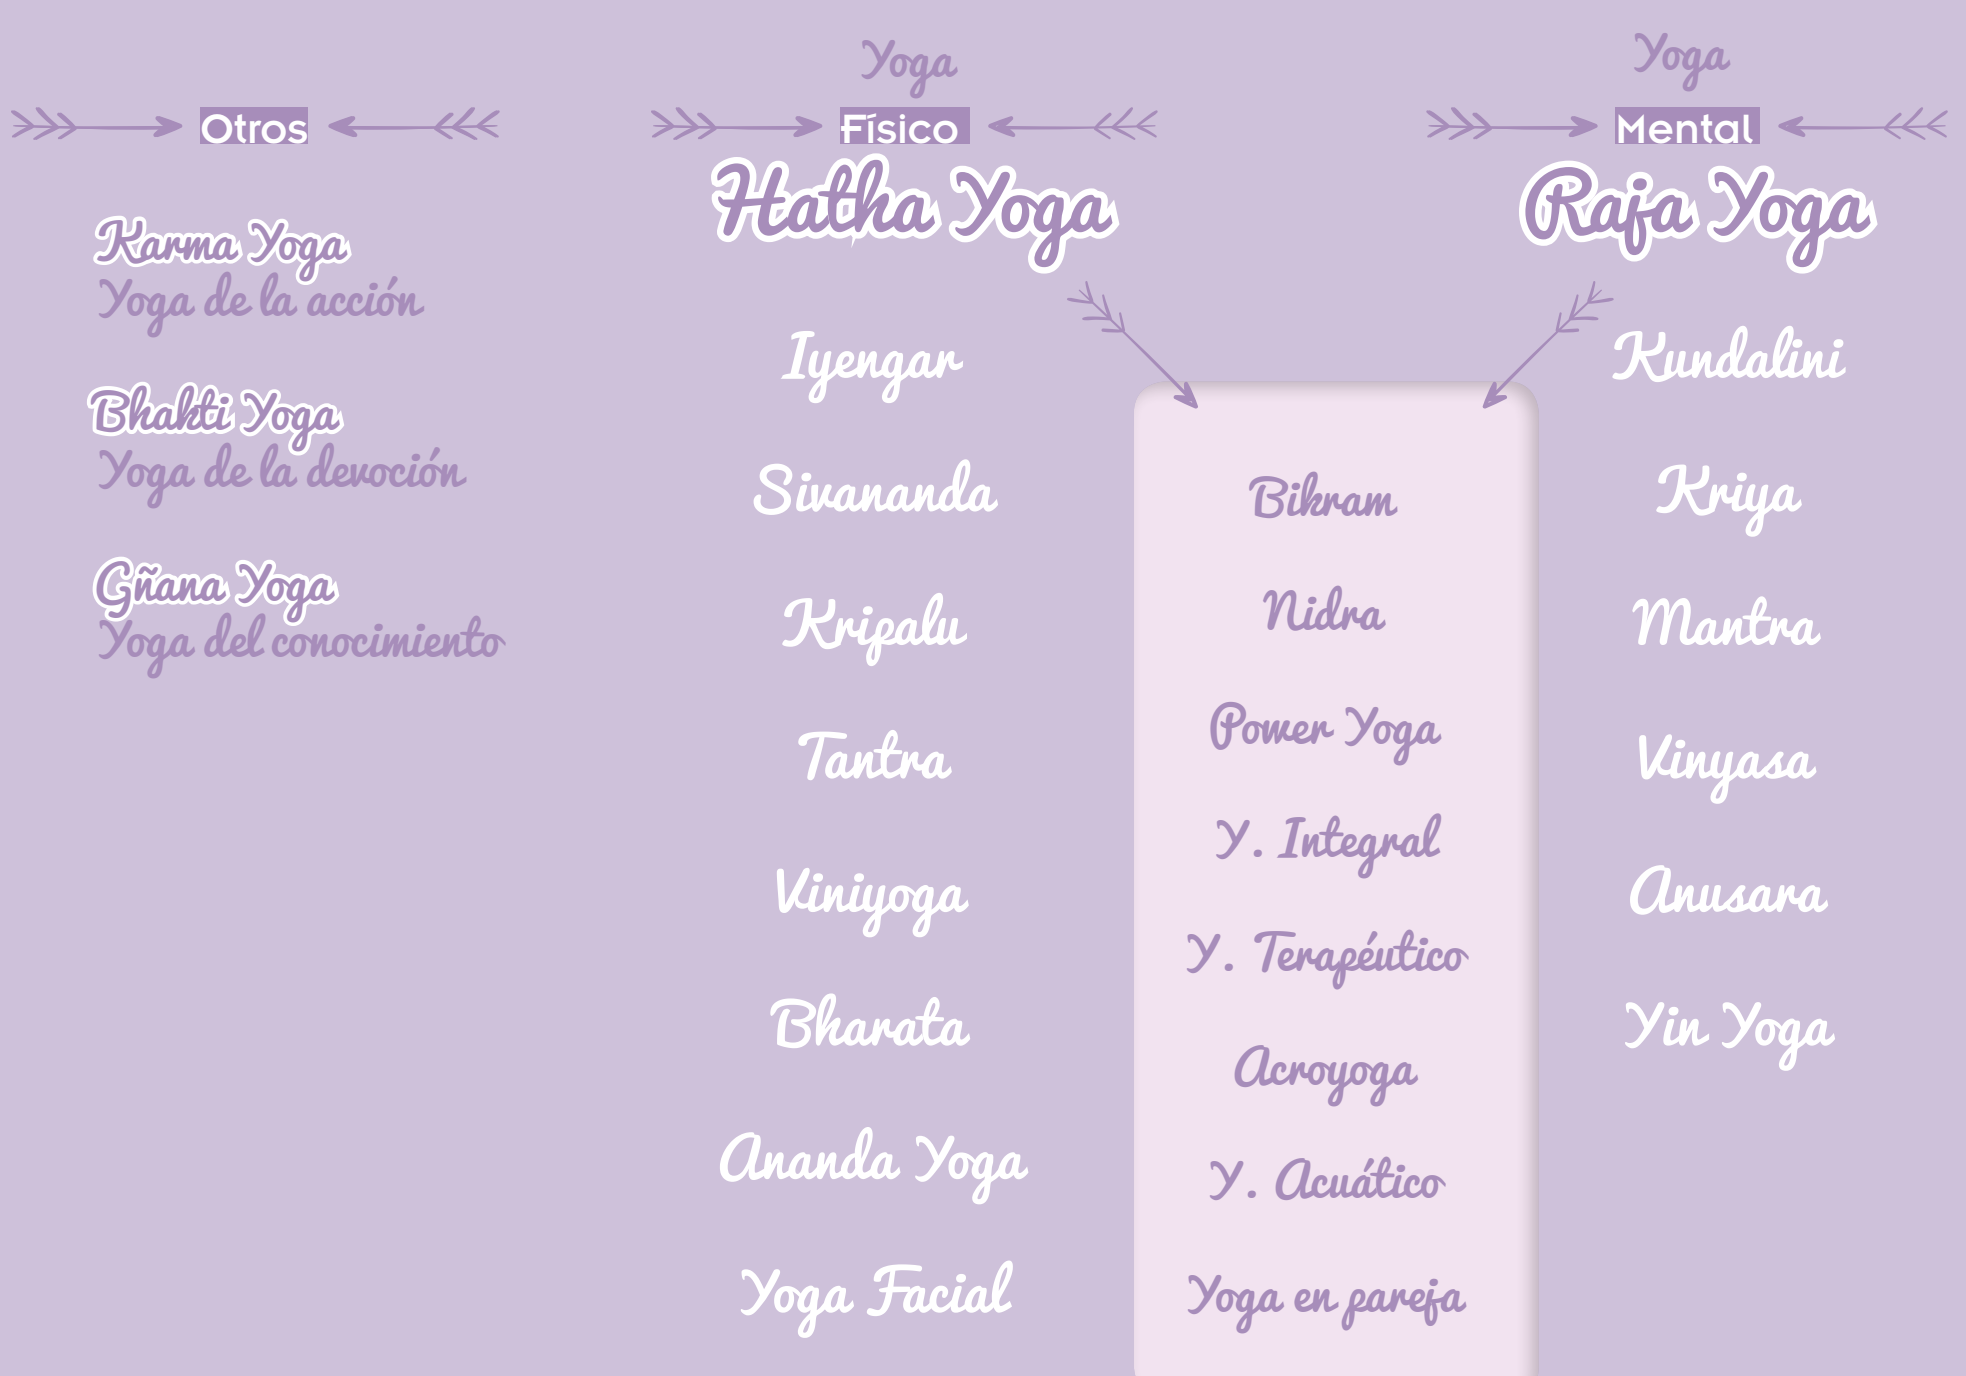 Otros
Karma Yoga
Yoga de la acción
Bhakti Yoga
Yoga de la devoción
Gñana Yoga
Yoga del conocimiento
Yoga
Físico
Hatha Yoga
Iyengar
Sivananda
Kripalu
Tantra
Viniyoga
Bharata
Ananda Yoga
Yoga Facial
Bikram
Nidra
Power Yoga
Y. Integral
Y. Terapéutico
Acroyoga
Y. Acuático
Yoga en pareja
Yoga
Mental
Raja Yoga
Kundalini
Kriya
Mantra
Vinyasa
Anusara
Yin Yoga